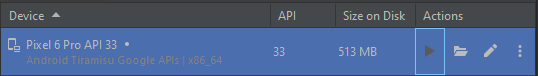 Device API Size on Disk Actions
Pixel 6 Pro API 33 33 513 MB
Android Tiramisu Google APIs | x86_64